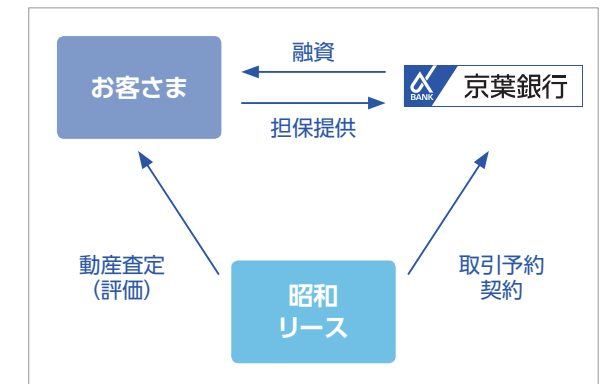 融資
お客さま
BANK
京葉銀行
担保提供
動産査定
（評価）
取引予約
契約
昭和
リース